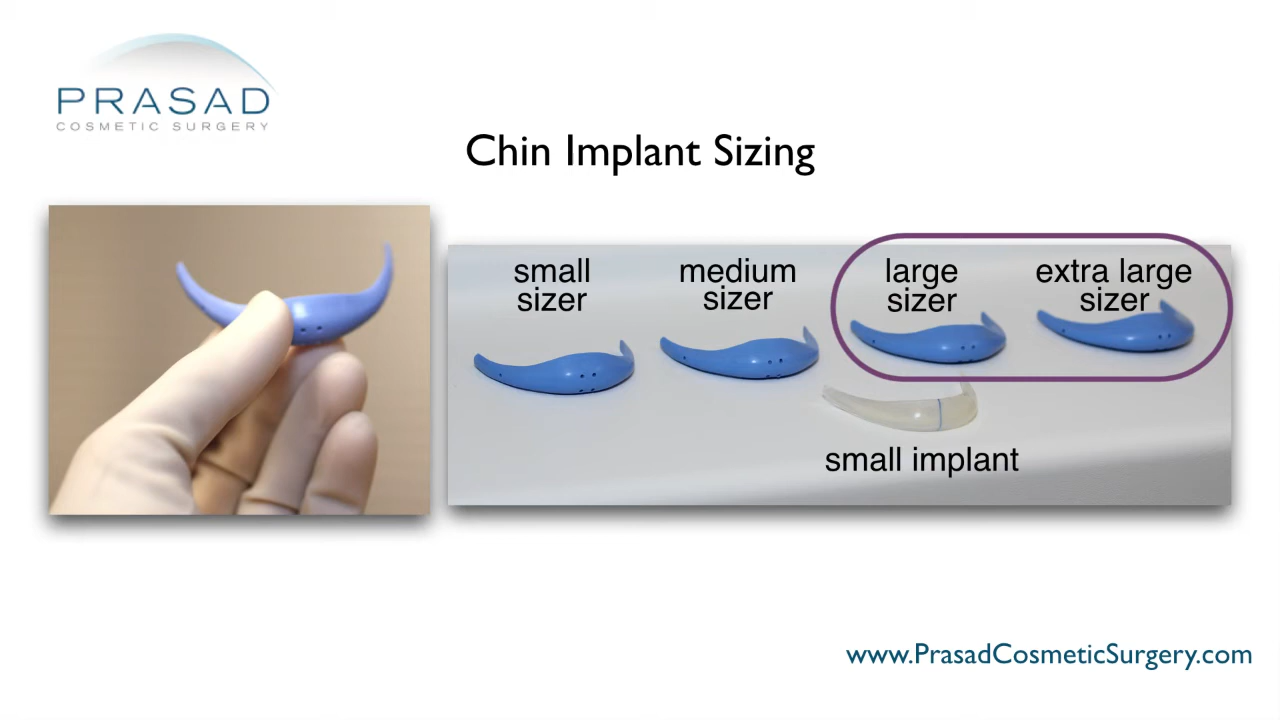 PRASAD
COSMETIC SURGERY
Chin Implant Sizing
small
sizer
medium
sizer
large
sizer
extra large
sizer
small implant
www.PrasadCosmeticSurgery.com